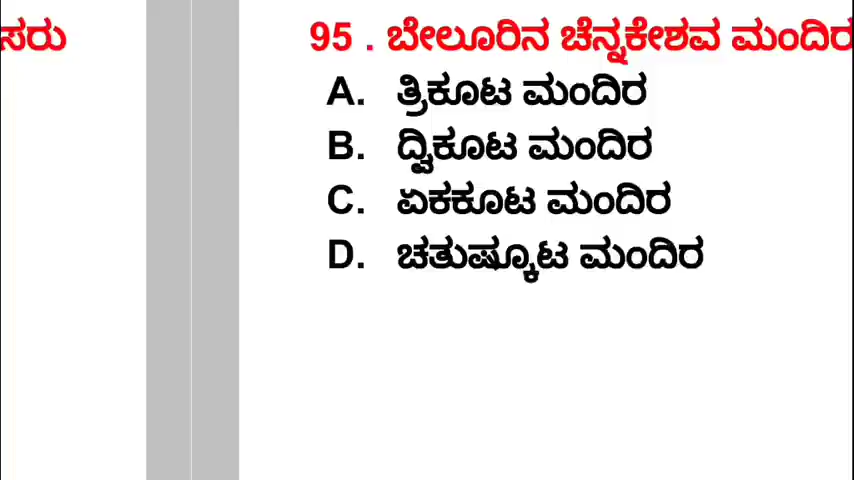 ಸರು
95 . ಬೇಲೂರಿನ ಚೆನ್ನಕೇಶವ ಮಂದಿರ
A. ತ್ರಿಕೂಟ ಮಂದಿರ
B. ದ್ವಿಕೂಟ ಮಂದಿರ
C. ಏಕಕೂಟ ಮಂದಿರ
D. ಚತುಷ್ಕೂಟ ಮಂದಿರ